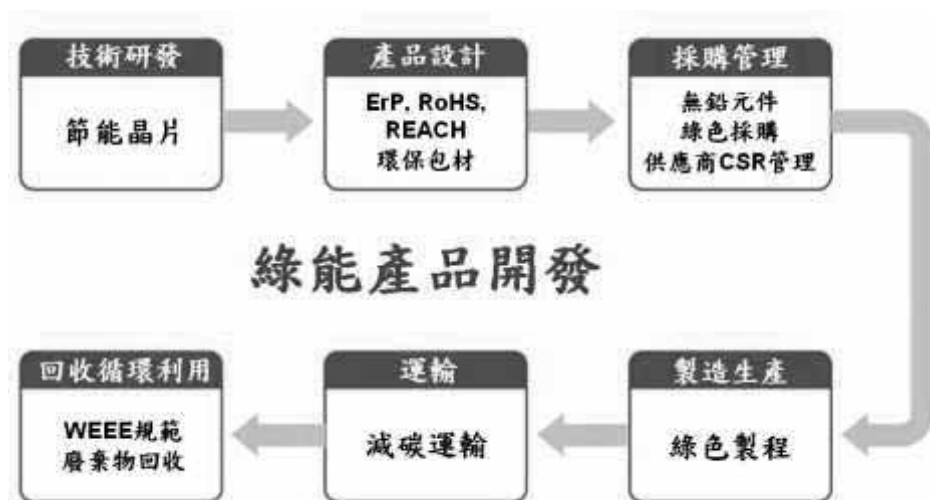 技術研發
節能晶片
產品設計
ErP, RoHS,
REACH
環保包材
採購管理
無鉛元件
綠色採購
供應商CSR管理
綠能產品開發
製造生產
綠色製程
運輸
減碳運輸
回收循環利用
WEEE規範
廢棄物回收